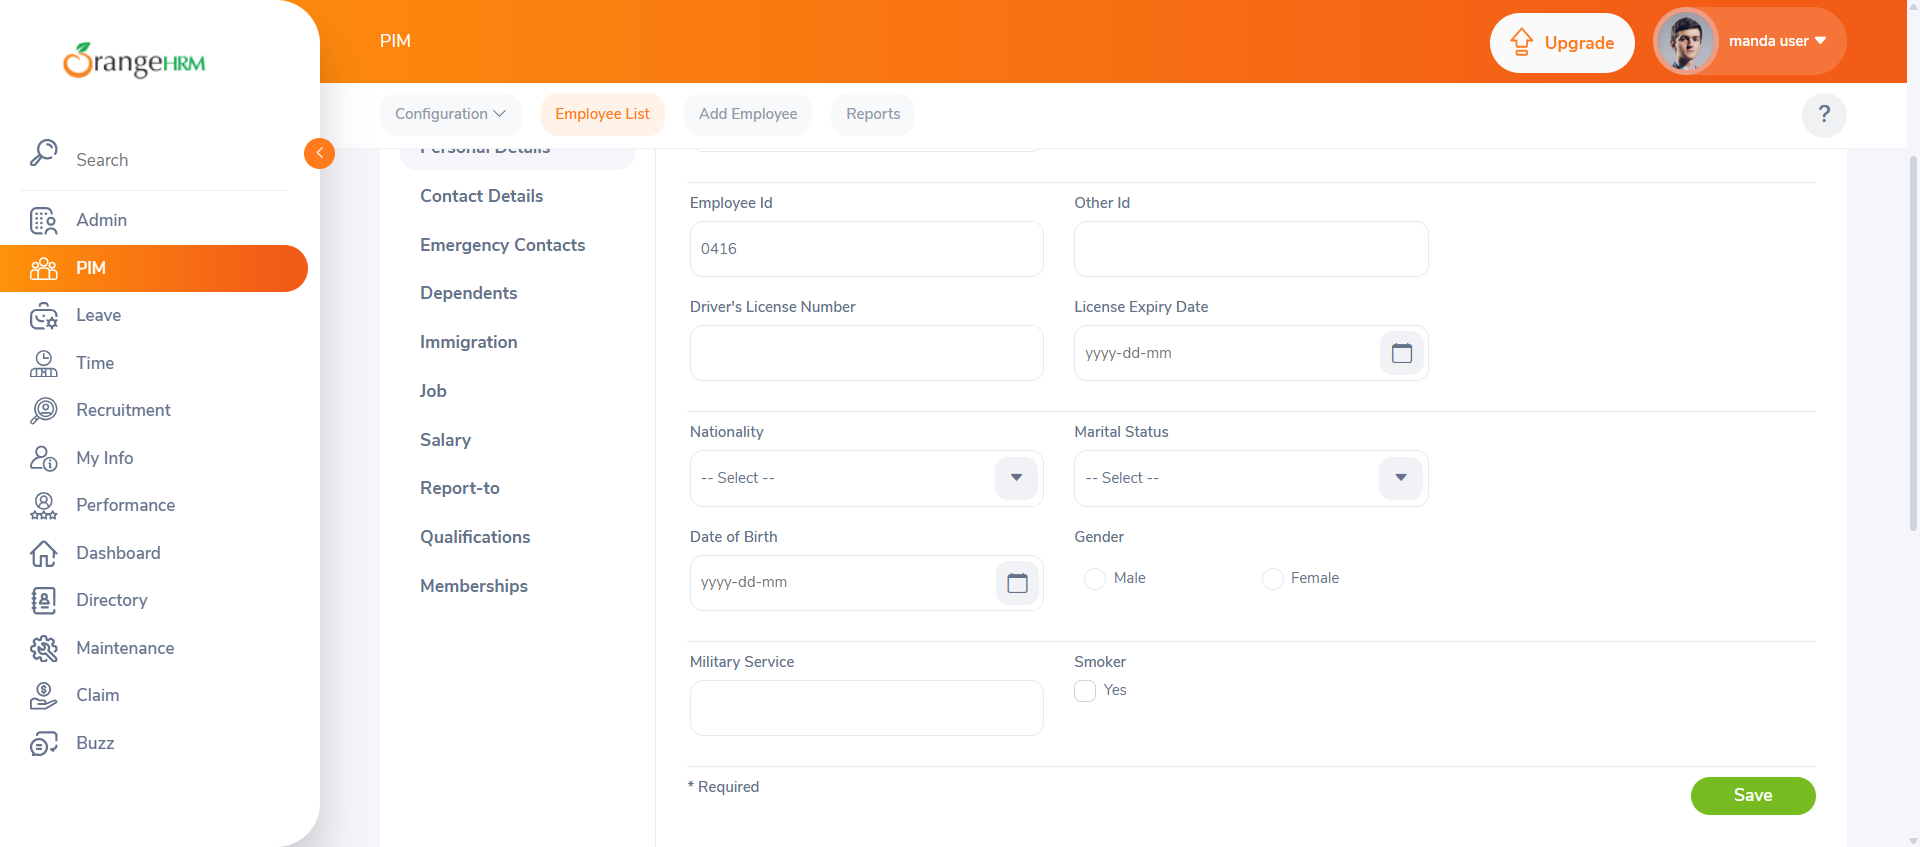 OrangeHRM
PIM
Upgrade
manda user
Configuration
Employee List
Add Employee
Reports
?
Search
Admin
PIM
Leave
Time
Recruitment
My Info
Performance
Dashboard
Directory
Maintenance
Claim
Buzz
Personal Details
Contact Details
Emergency Contacts
Dependents
Immigration
Job
Salary
Report-to
Qualifications
Memberships
Employee Id
Other Id
0416
Driver's License Number
License Expiry Date
yyyy-dd-mm
Nationality
Marital Status
-- Select --
-- Select --
Date of Birth
Gender
yyyy-dd-mm
Male
Female
Military Service
Smoker
Yes
* Required
Save